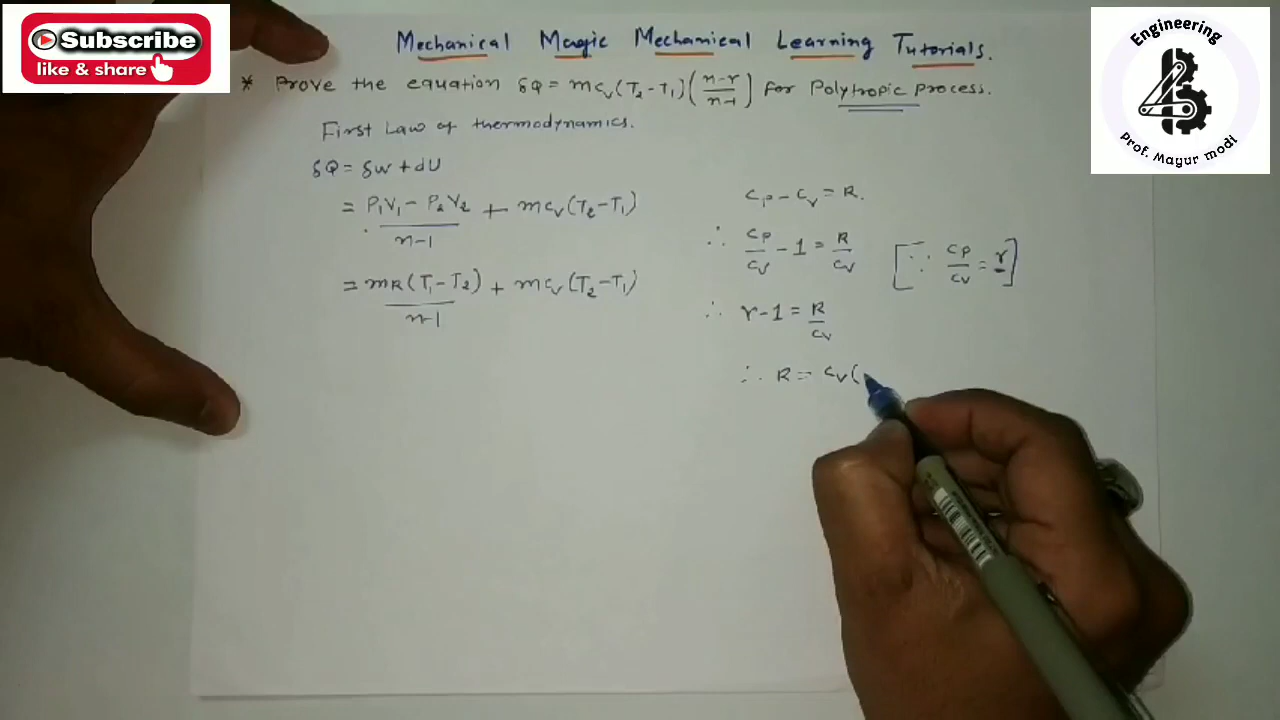 Subscribe
like & share
Engineering
Prof. Mayur modi
Mechanical Magic Mechanical Learning Tutorials.
* Prove the equation δQ = mcv(T2-T1)(n-r/n-1) for Polytropic process.
First Law of thermodynamics.
δQ = δw + dU
= P1V1 - P2V2/n-1 + mcv(T2-T1)
= mR(T1-T2)/n-1 + mcv(T2-T1)
cp - cv = R.
∴ cp/cv - 1 = R/cv [∵ cp/cv = r]
∴ r-1 = R/cv
∴ R = cv(